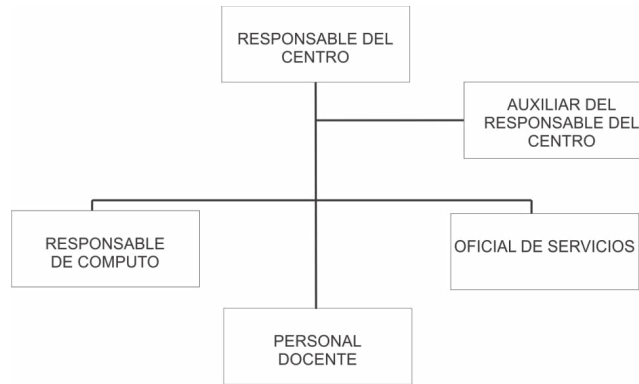 RESPONSABLE DEL
CENTRO
AUXILIAR DEL
RESPONSABLE DEL
CENTRO
RESPONSABLE
DE COMPUTO
OFICIAL DE SERVICIOS
PERSONAL
DOCENTE